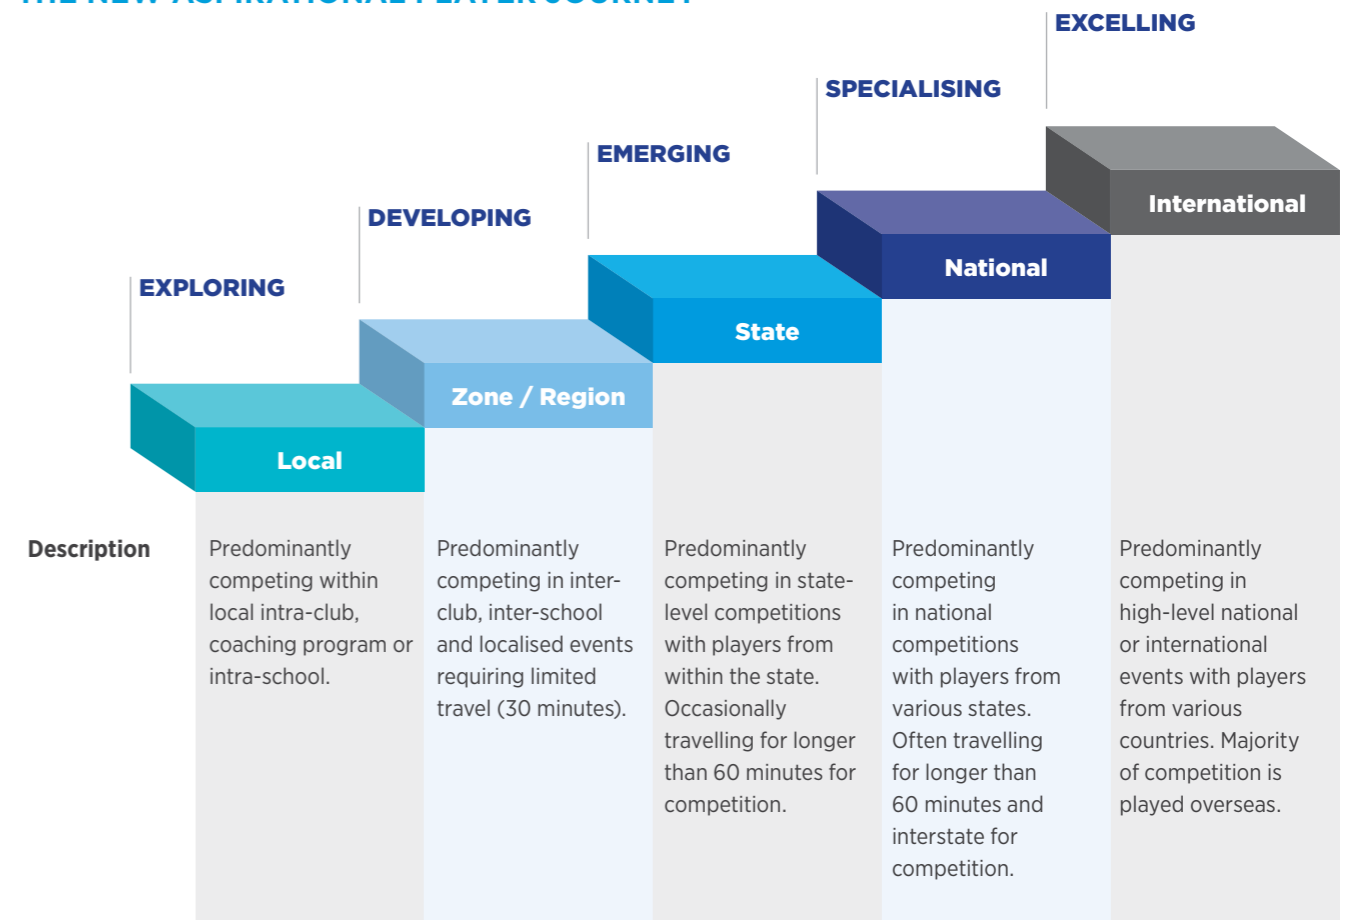 THE NEW ASPIRATIONAL PLAYER JOURNEY
EXCELLING
SPECIALISING
EMERGING
DEVELOPING
EXPLORING
International
National
State
Zone / Region
Local
Description
Predominantly
competing within
local intra-club,
coaching program or
intra-school.
Predominantly
competing in inter-
club, inter-school
and localised events
requiring limited
travel (30 minutes).
Predominantly
competing in state-
level competitions
with players from
within the state.
Occasionally
travelling for longer
than 60 minutes for
competition.
Predominantly
competing
in national
competitions
with players from
various states.
Often travelling
for longer than
60 minutes and
interstate for
competition.
Predominantly
competing in
high-level national
or international
events with players
from various
countries. Majority
of competition is
played overseas.